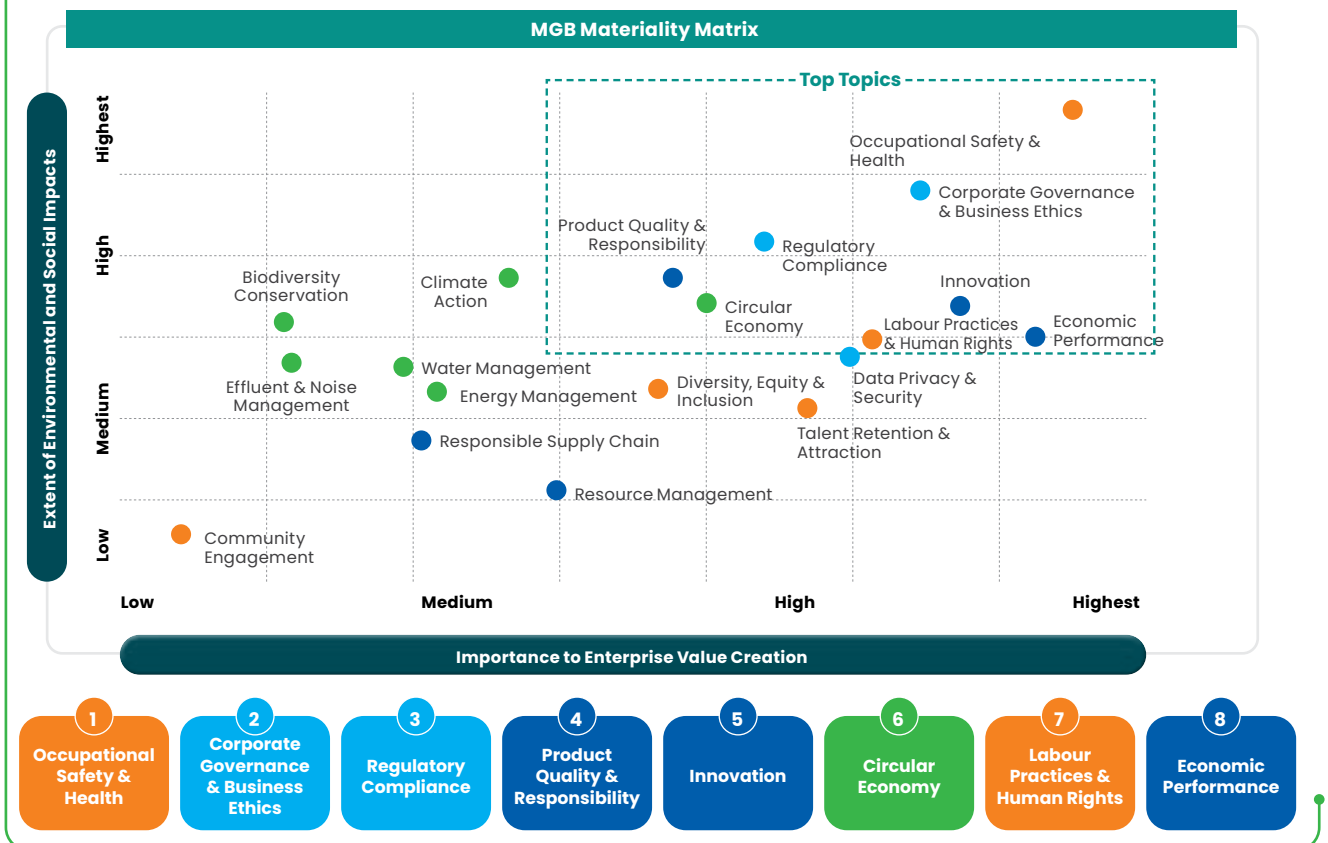 MGB Materiality Matrix
Top Topics
Extent of Environmental and Social Impacts
Highest
High
Medium
Low
Occupational Safety &
Health
Corporate Governance
& Business Ethics
Product Quality &
Responsibility
Regulatory
Compliance
Biodiversity
Conservation
Climate
Action
Innovation
Circular
Economy
Labour Practices
& Human Rights
Economic
Performance
Effluent & Noise
Management
Water Management
Energy Management
Diversity, Equity &
Inclusion
Data Privacy &
Security
Talent Retention &
Attraction
Responsible Supply Chain
Resource Management
Community
Engagement
Low
Medium
High
Highest
Importance to Enterprise Value Creation
1
Occupational
Safety &
Health
2
Corporate
Governance
& Business
Ethics
3
Regulatory
Compliance
4
Product
Quality &
Responsibility
5
Innovation
6
Circular
Economy
7
Labour
Practices &
Human Rights
8
Economic
Performance